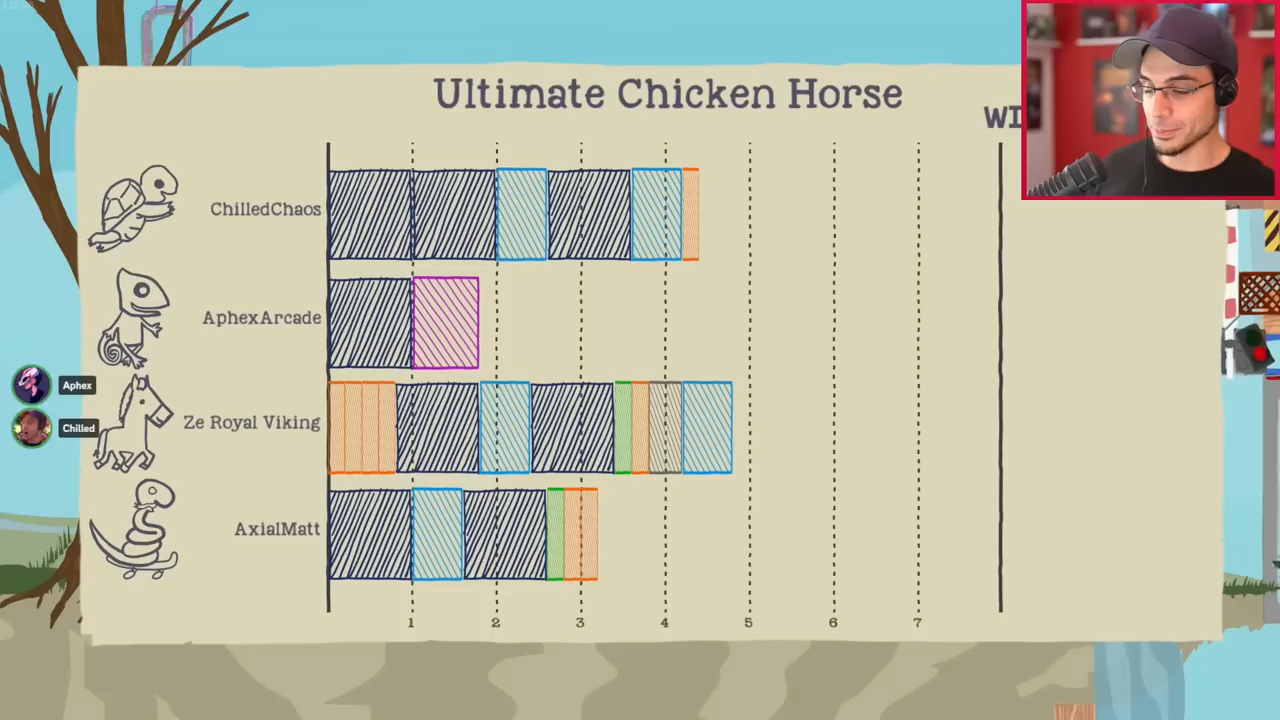 Ultimate Chicken Horse
WI
ChilledChaos
AphexArcade
Aphex
Ze Royal Viking
Chilled
AxialMatt
1 2 3 4 5 6 7